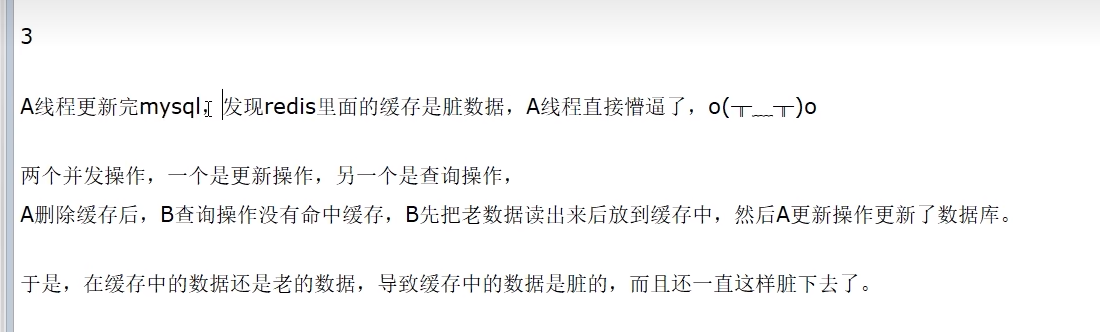 3
A线程更新完mysql，发现redis里面的缓存是脏数据，A线程直接懵逼了，o(╥﹏╥)o
两个并发操作，一个是更新操作，另一个是查询操作，
A删除缓存后，B查询操作没有命中缓存，B先把老数据读出来后放到缓存中，然后A更新操作更新了数据库。
于是，在缓存中的数据还是老的数据，导致缓存中的数据是脏的，而且还一直这样脏下去了。